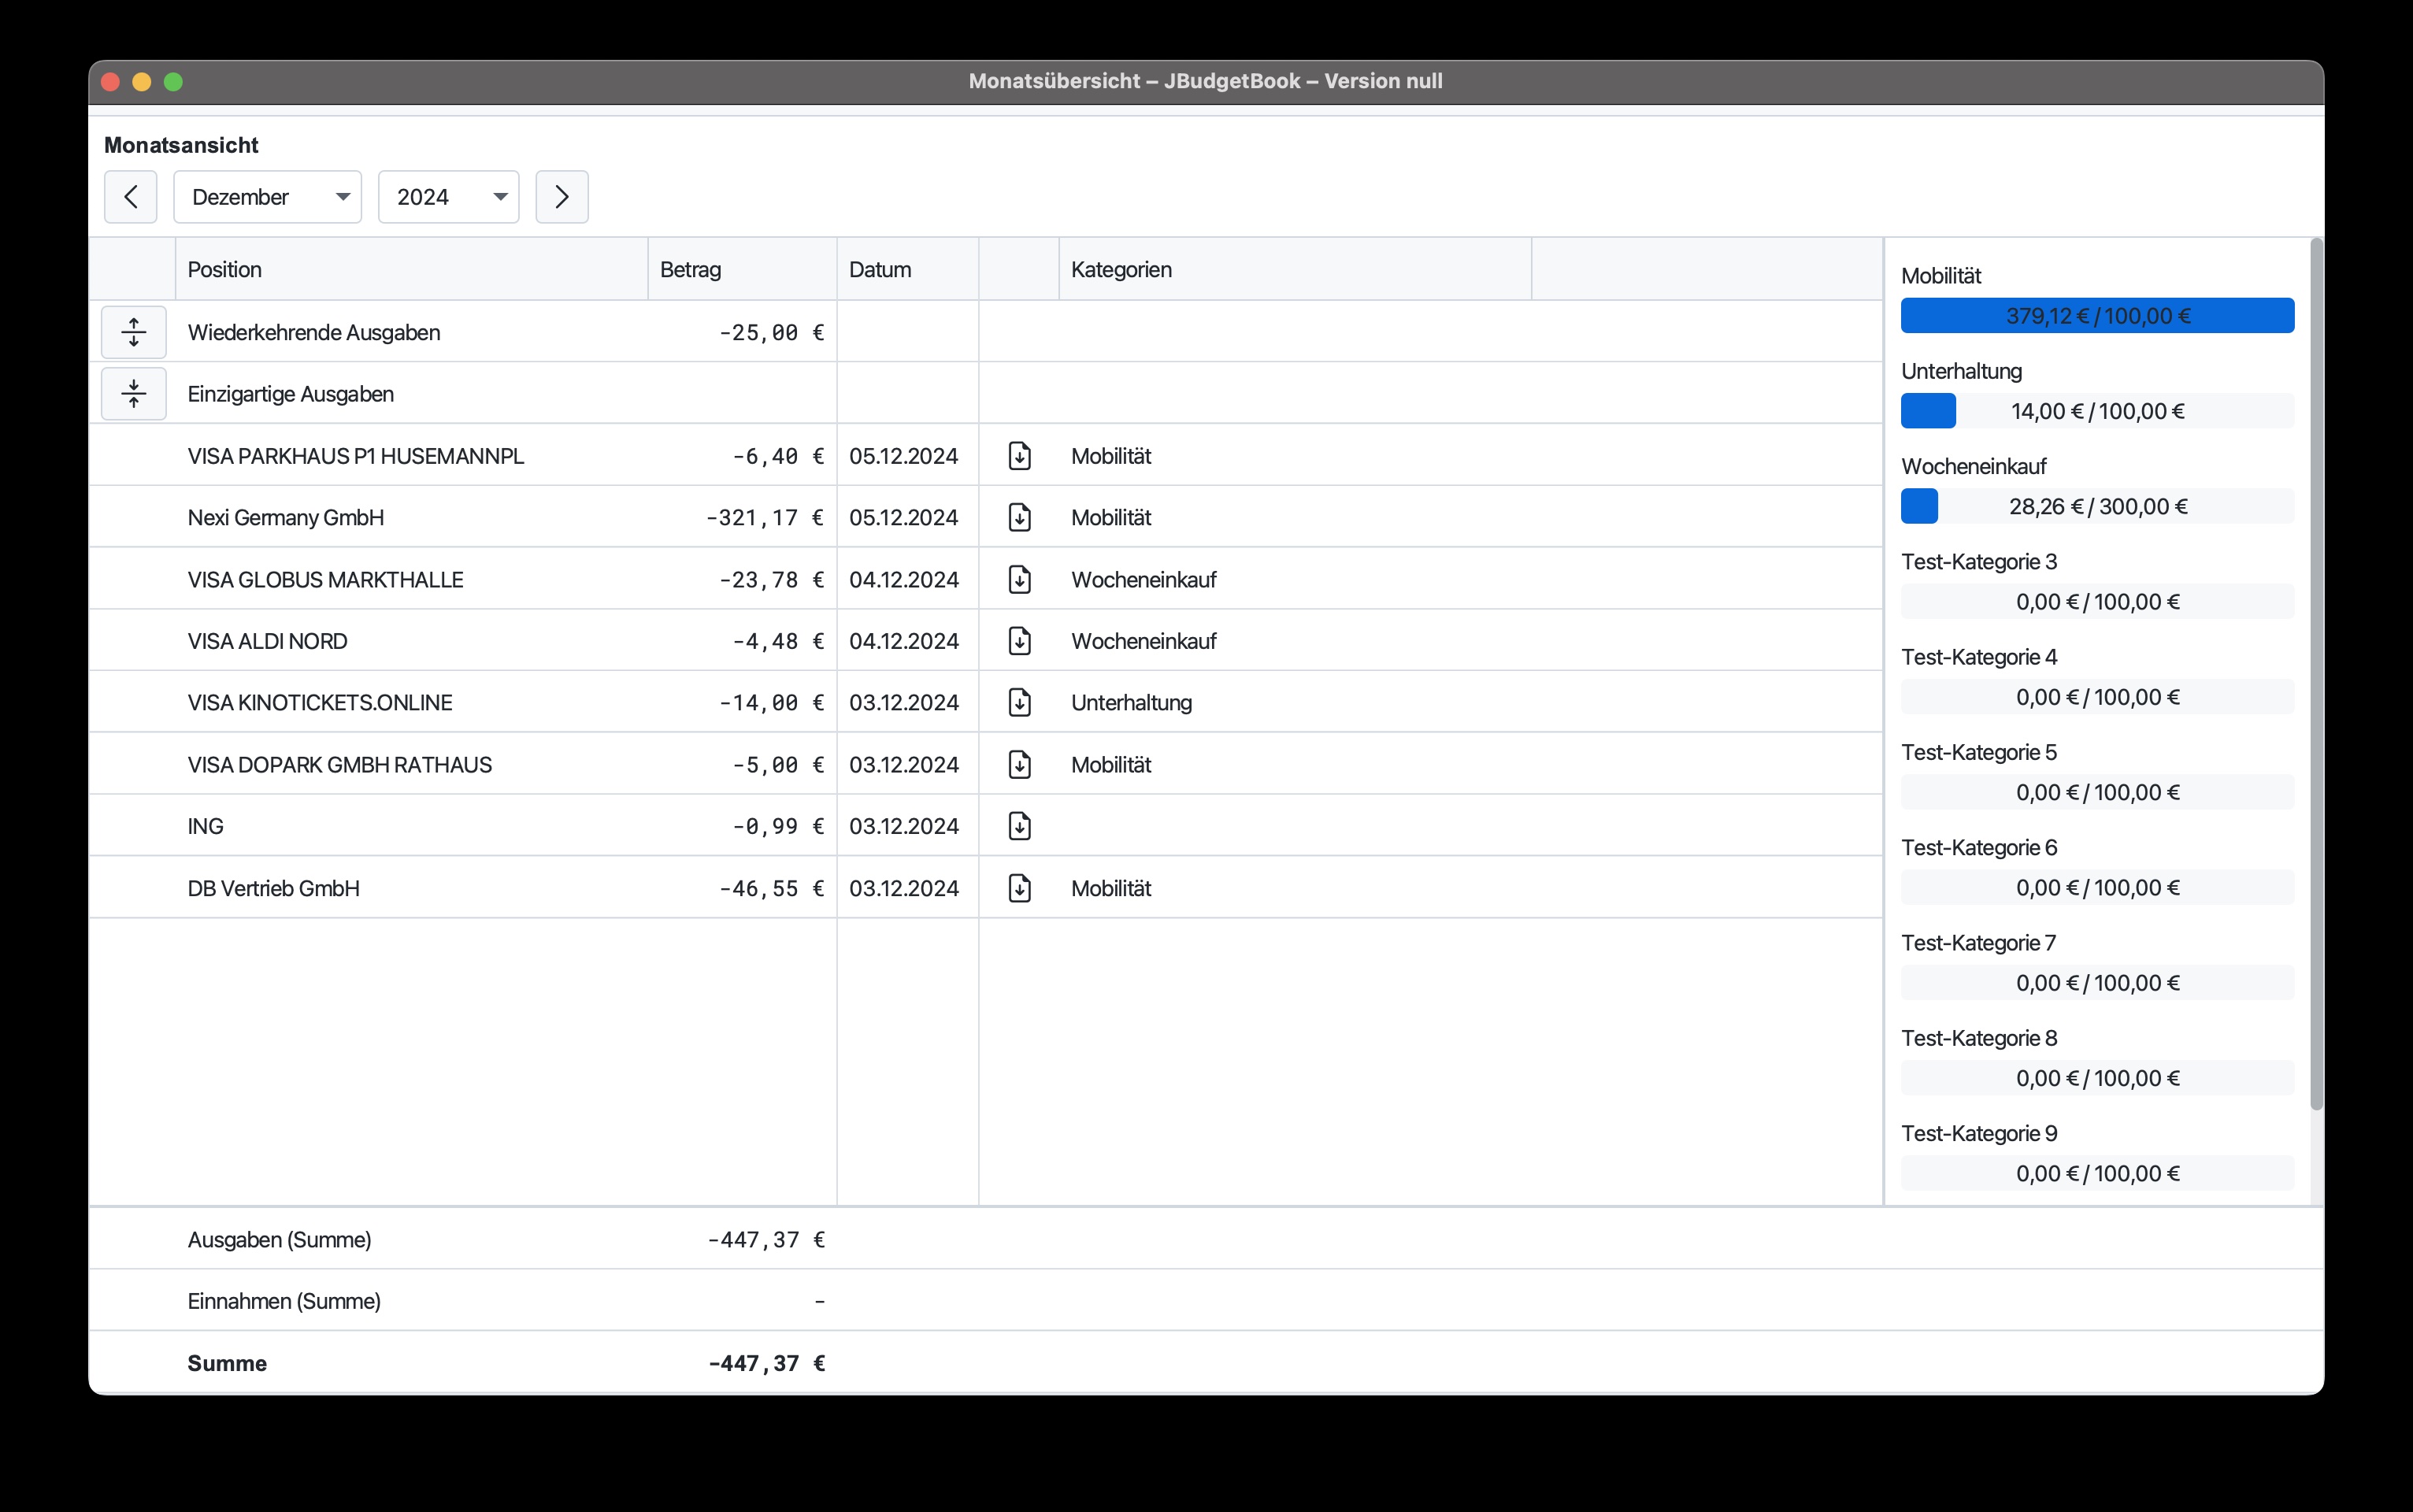 Monatsübersicht – JBudgetBook – Version null
Monatsansicht
Dezember 2024
Position Betrag Datum Kategorien
Wiederkehrende Ausgaben -25,00 €
Einzigartige Ausgaben
VISA PARKHAUS P1 HUSEMANNPL -6,40 € 05.12.2024 Mobilität
Nexi Germany GmbH -321,17 € 05.12.2024 Mobilität
VISA GLOBUS MARKTHALLE -23,78 € 04.12.2024 Wocheneinkauf
VISA ALDI NORD -4,48 € 04.12.2024 Wocheneinkauf
VISA KINOTICKETS.ONLINE -14,00 € 03.12.2024 Unterhaltung
VISA DOPARK GMBH RATHAUS -5,00 € 03.12.2024 Mobilität
ING -0,99 € 03.12.2024
DB Vertrieb GmbH -46,55 € 03.12.2024 Mobilität
Mobilität
379,12 € / 100,00 €
Unterhaltung
14,00 € / 100,00 €
Wocheneinkauf
28,26 € / 300,00 €
Test-Kategorie 3
0,00 € / 100,00 €
Test-Kategorie 4
0,00 € / 100,00 €
Test-Kategorie 5
0,00 € / 100,00 €
Test-Kategorie 6
0,00 € / 100,00 €
Test-Kategorie 7
0,00 € / 100,00 €
Test-Kategorie 8
0,00 € / 100,00 €
Test-Kategorie 9
0,00 € / 100,00 €
Ausgaben (Summe) -447,37 €
Einnahmen (Summe) -
Summe -447,37 €